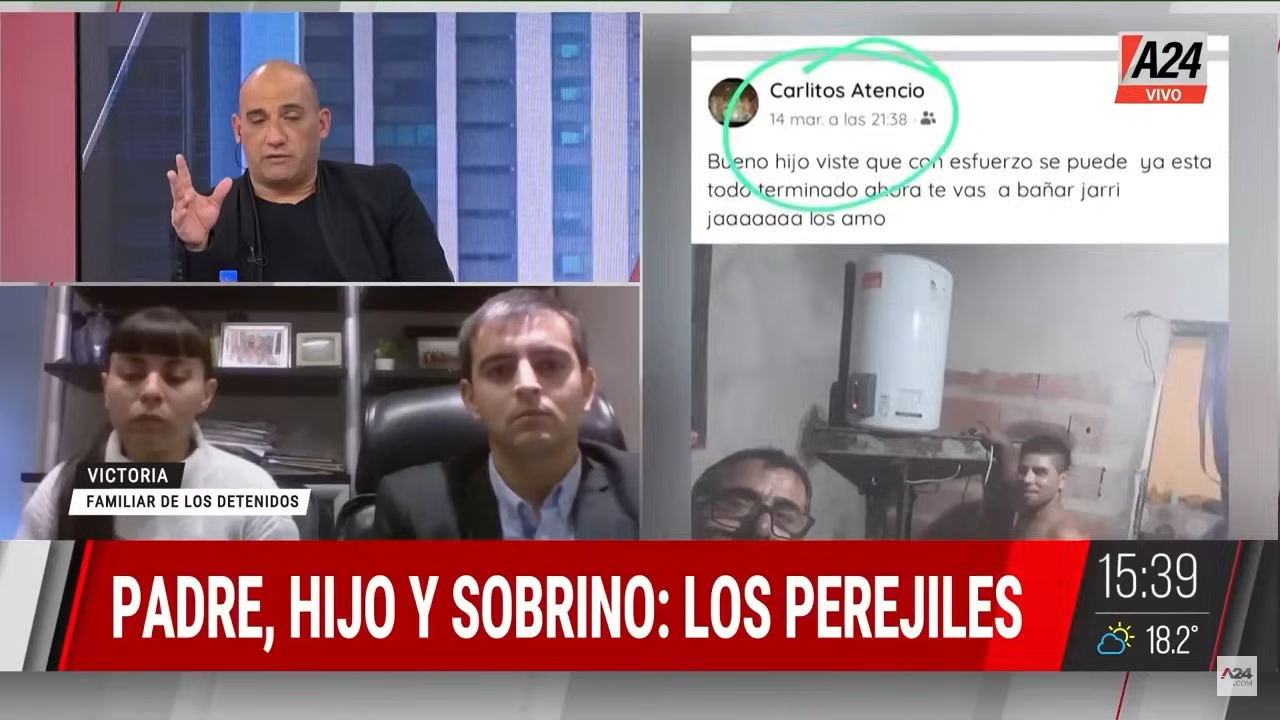 A24
VIVO
Carlitos Atencio
14 mar. a las 21:38 ·
Bueno hijo viste que con esfuerzo se puede ya esta
todo terminado ahora te vas a bañar jarri
jaaaaaaa los amo
VICTORIA
FAMILIAR DE LOS DETENIDOS
PADRE, HIJO Y SOBRINO: LOS PEREJILES
15:39
18.2°
A24
.COM